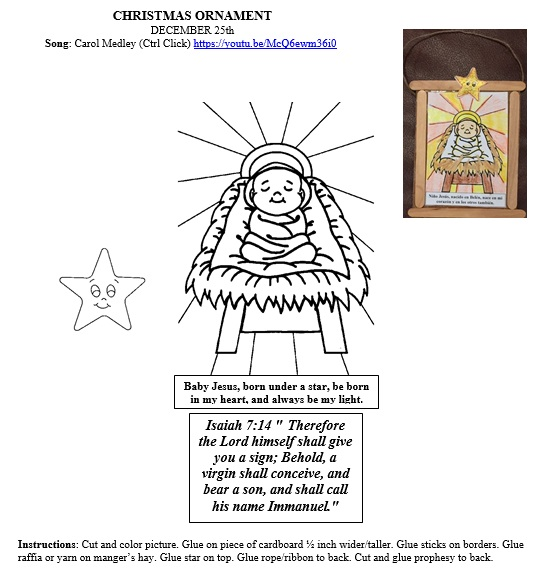 CHRISTMAS ORNAMENT
DECEMBER 25th
Song: Carol Medley (Ctrl Click) https://youtu.be/McQ6ewm36i0
Niño Jesús, nacido en Belén, nace en mi
corazón y en los otros también.
Baby Jesus, born under a star, be born
in my heart, and always be my light.
Isaiah 7:14 " Therefore
the Lord himself shall give
you a sign; Behold, a
virgin shall conceive, and
bear a son, and shall call
his name Immanuel."
Instructions: Cut and color picture. Glue on piece of cardboard ½ inch wider/taller. Glue sticks on borders. Glue
raffia or yarn on manger’s hay. Glue star on top. Glue rope/ribbon to back. Cut and glue prophesy to back.